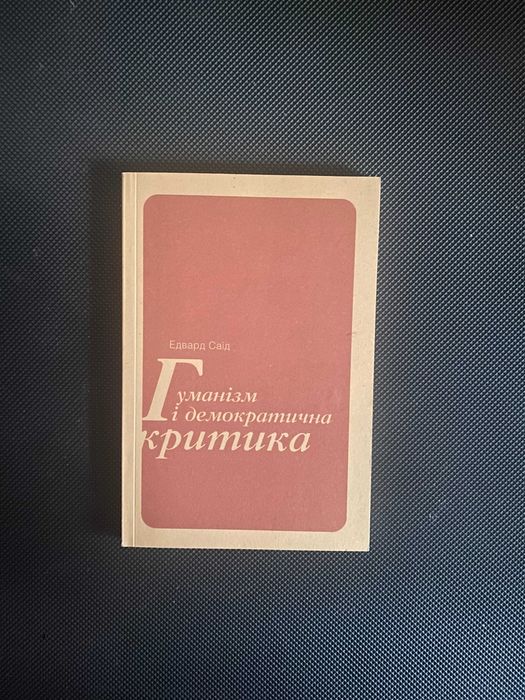 Едвард Саїд
Гуманізм
і демократична
критика